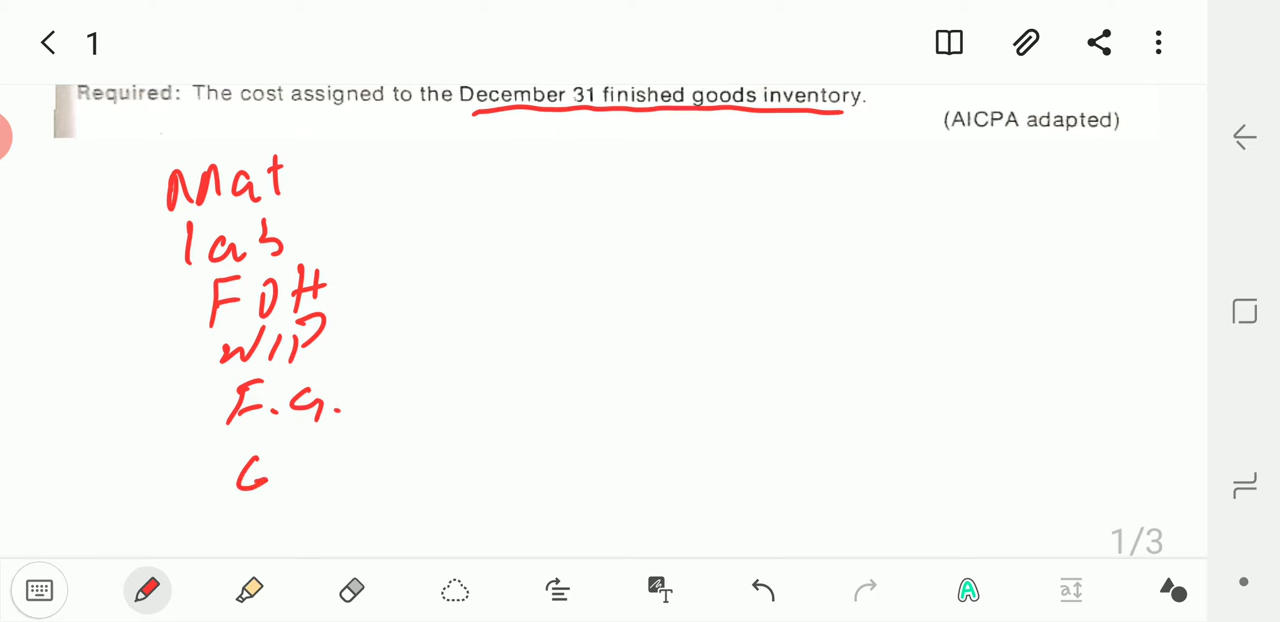 1
Required: The cost assigned to the December 31 finished goods inventory.
(AICPA adapted)
Mat
lab
FOH
WIP
F.G.
G
1/3
T
A
a